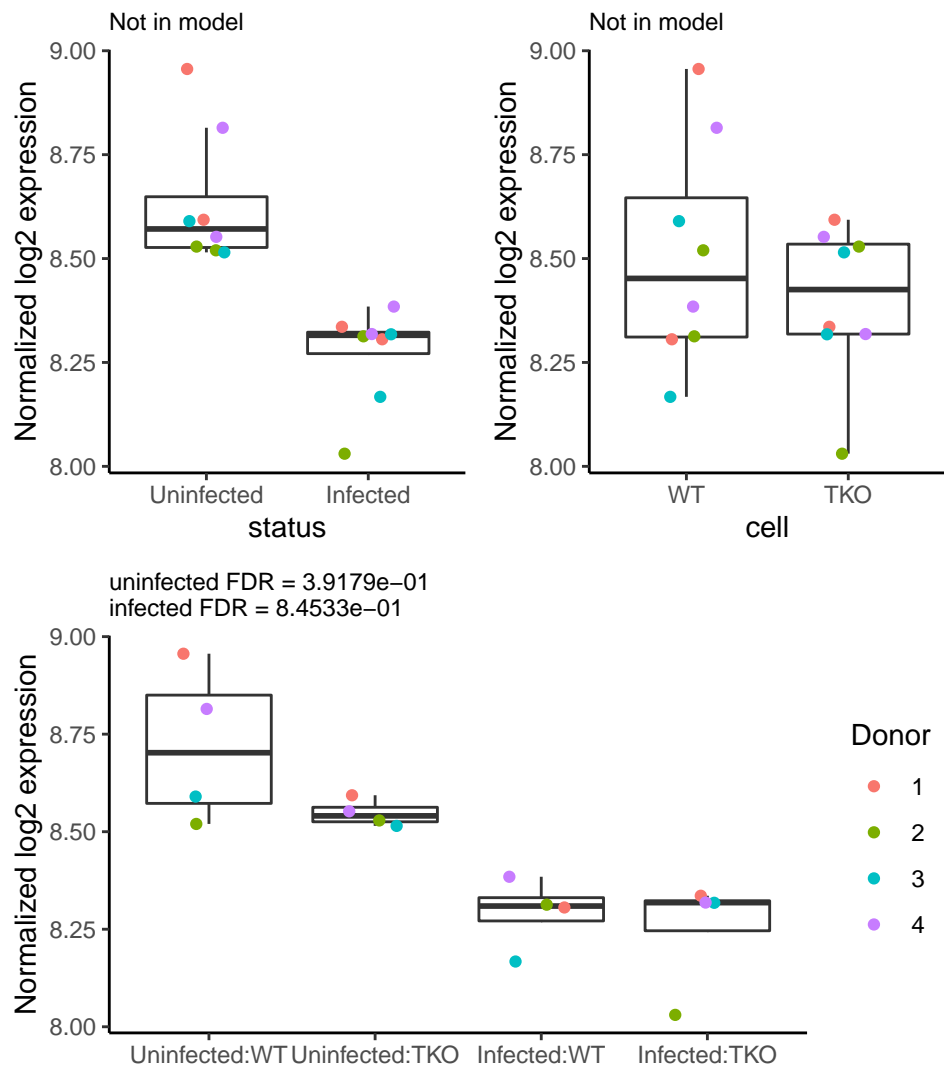 Not in model
Normalized log2 expression
9.00
8.75
8.50
8.25
8.00
Uninfected Infected
status
Not in model
Normalized log2 expression
9.00
8.75
8.50
8.25
8.00
WT TKO
cell
uninfected FDR = 3.9179e−01
infected FDR = 8.4533e−01
Normalized log2 expression
9.00
8.75
8.50
8.25
8.00
Uninfected:WT Uninfected:TKO Infected:WT Infected:TKO
Donor
1
2
3
4